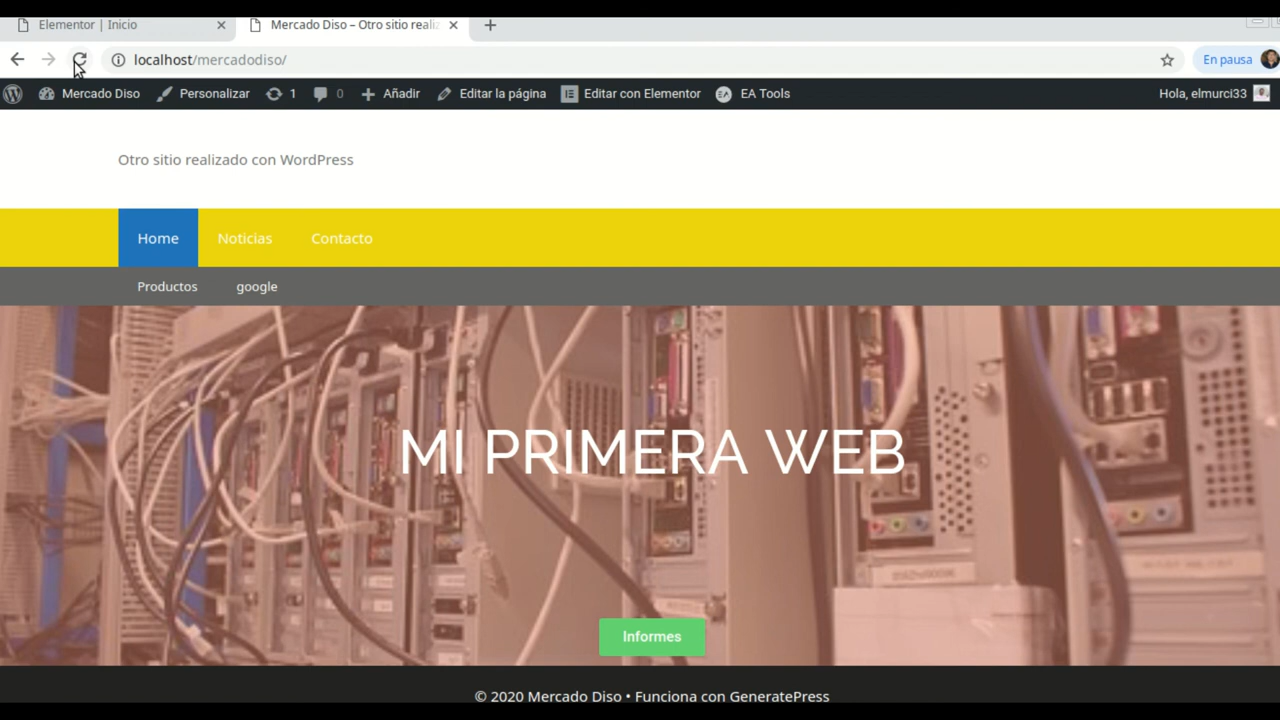 Elementor | Inicio
Mercado Diso – Otro sitio reali
localhost/mercadodiso/
En pausa
Mercado Diso
Personalizar
1
0
Añadir
Editar la página
Editar con Elementor
EA Tools
Hola, elmurci33
Otro sitio realizado con WordPress
Home Noticias Contacto
Productos google
MI PRIMERA WEB
Informes
© 2020 Mercado Diso • Funciona con GeneratePress